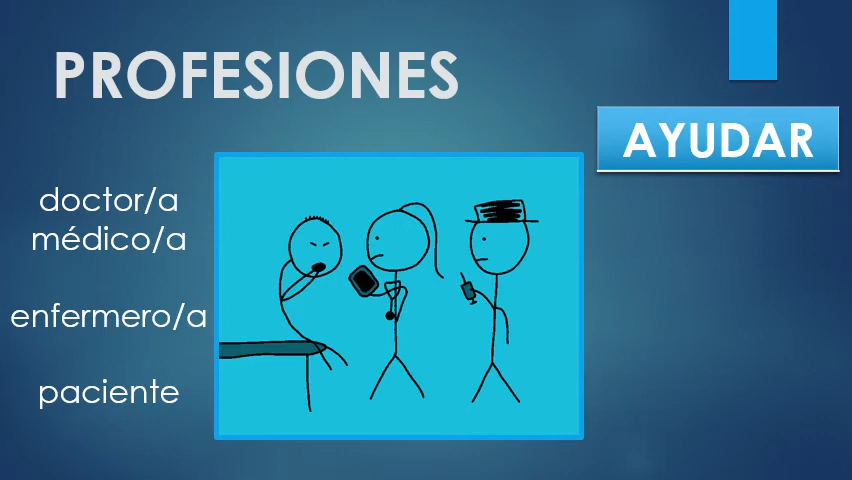 PROFESIONES
AYUDAR
doctor/a
médico/a
enfermero/a
paciente